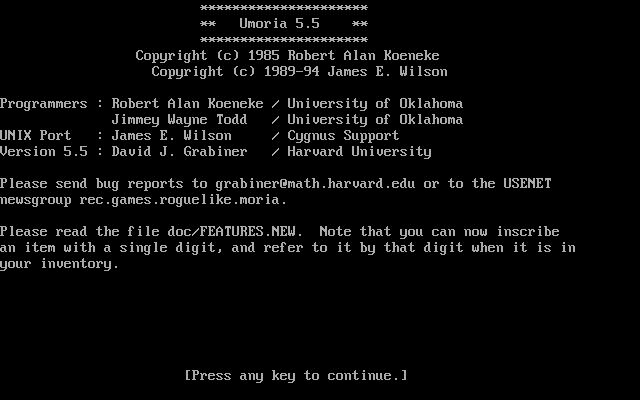 *********************
**   Umoria 5.5    **
*********************
Copyright (c) 1985 Robert Alan Koeneke
Copyright (c) 1989-94 James E. Wilson
Programmers : Robert Alan Koeneke / University of Oklahoma
Jimmey Wayne Todd   / University of Oklahoma
UNIX Port   : James E. Wilson     / Cygnus Support
Version 5.5 : David J. Grabiner   / Harvard University
Please send bug reports to grabiner@math.harvard.edu or to the USENET
newsgroup rec.games.roguelike.moria.
Please read the file doc/FEATURES.NEW.  Note that you can now inscribe
an item with a single digit, and refer to it by that digit when it is in
your inventory.
[Press any key to continue.]